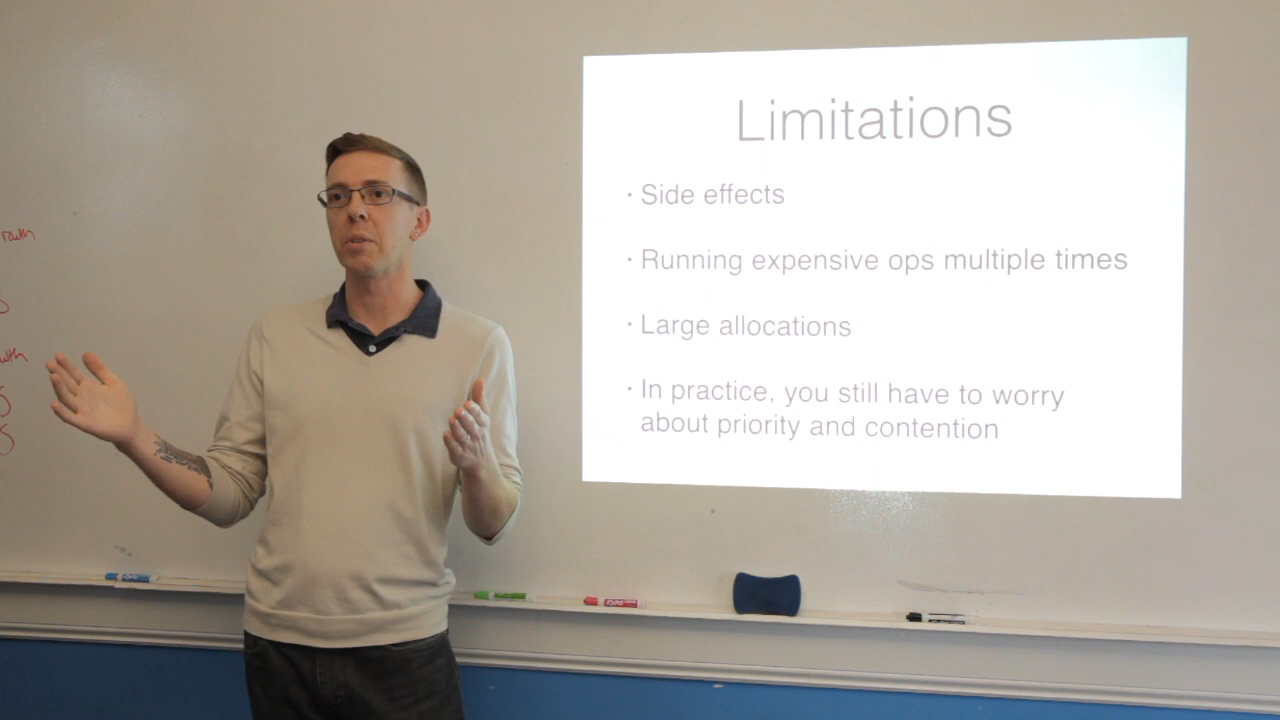 Limitations
· Side effects
· Running expensive ops multiple times
· Large allocations
· In practice, you still have to worry
about priority and contention